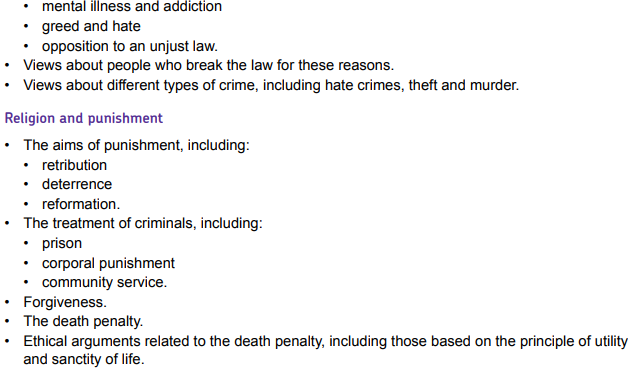 • mental illness and addiction
• greed and hate
• opposition to an unjust law.
• Views about people who break the law for these reasons.
• Views about different types of crime, including hate crimes, theft and murder.
Religion and punishment
• The aims of punishment, including:
• retribution
• deterrence
• reformation.
• The treatment of criminals, including:
• prison
• corporal punishment
• community service.
• Forgiveness.
• The death penalty.
• Ethical arguments related to the death penalty, including those based on the principle of utility
and sanctity of life.